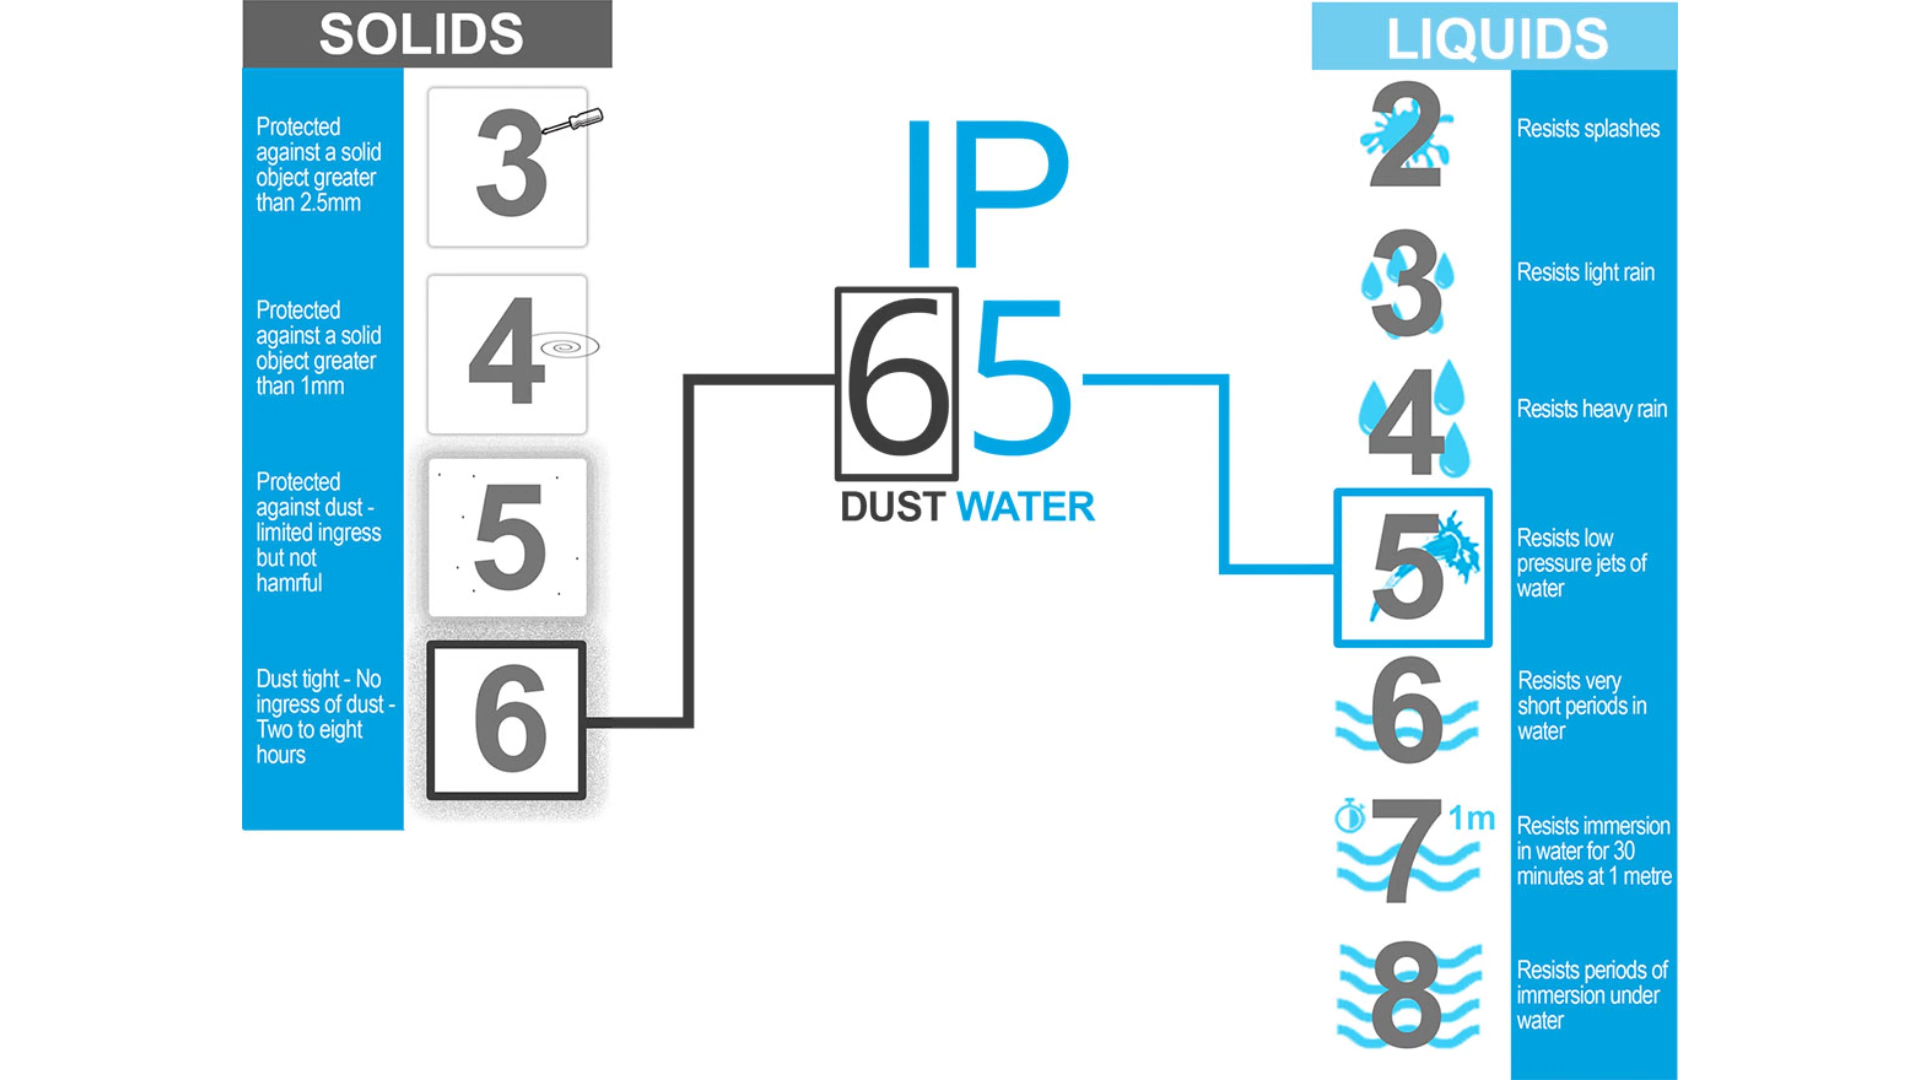 SOLIDS
Protected
against a solid
object greater
than 2.5mm
3
Protected
against a solid
object greater
than 1mm
4
Protected
against dust -
limited ingress
but not
hamrful
5
Dust tight - No
ingress of dust -
Two to eight
hours
6
IP
65
DUST WATER
LIQUIDS
2
Resists splashes
3
Resists light rain
4
Resists heavy rain
5
Resists low
pressure jets of
water
6
Resists very
short periods in
water
7 1m
Resists immersion
in water for 30
minutes at 1 metre
8
Resists periods of
immersion under
water